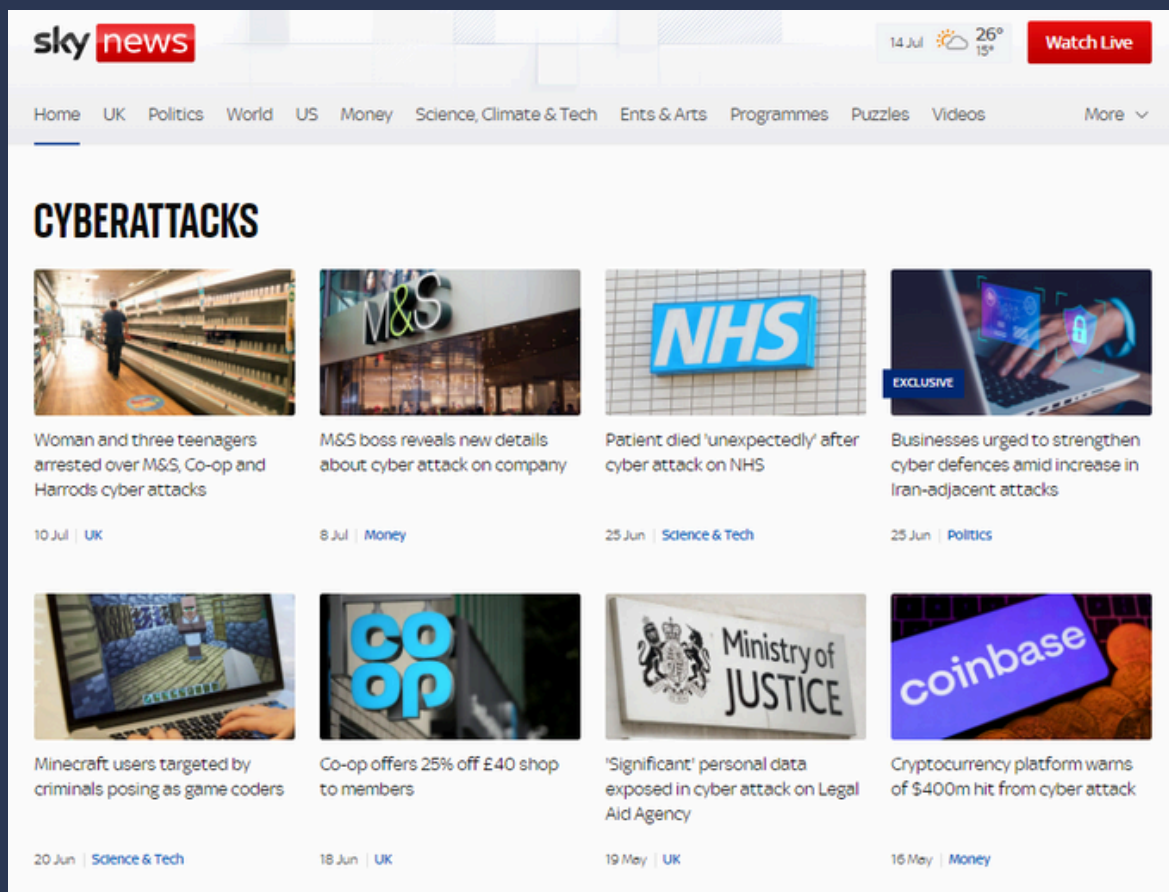 sky news
14 Jul
26°
15°
Watch Live
Home UK Politics World US Money Science, Climate & Tech Ents & Arts Programmes Puzzles Videos More
CYBERATTACKS
M&S
NHS
EXCLUSIVE
Woman and three teenagers
arrested over M&S, Co-op and
Harrods cyber attacks
10 Jul | UK
M&S boss reveals new details
about cyber attack on company
8 Jul | Money
Patient died 'unexpectedly' after
cyber attack on NHS
25 Jun | Science & Tech
Businesses urged to strengthen
cyber defences amid increase in
Iran-adjacent attacks
25 Jun | Politics
co
op
Ministry of
JUSTICE
coinbase
Minecraft users targeted by
criminals posing as game coders
20 Jun | Science & Tech
Co-op offers 25% off £40 shop
to members
18 Jun | UK
'Significant' personal data
exposed in cyber attack on Legal
Aid Agency
19 May | UK
Cryptocurrency platform warns
of $400m hit from cyber attack
16 May | Money